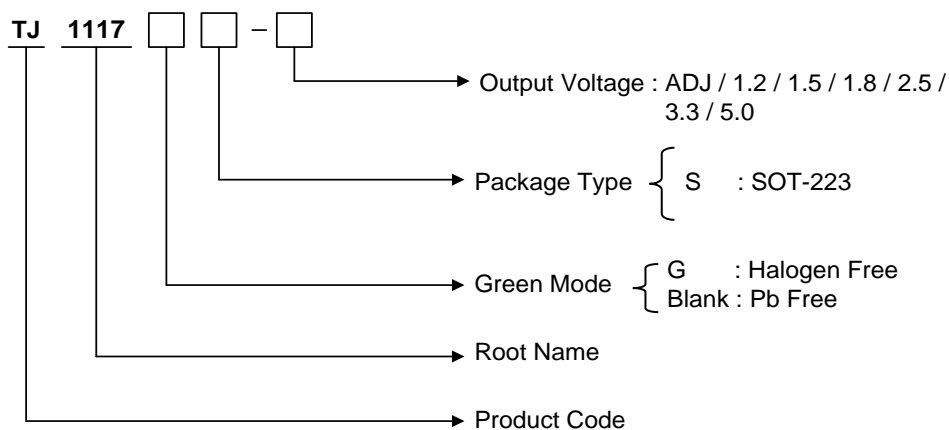 TJ 1117 –
Output Voltage : ADJ / 1.2 / 1.5 / 1.8 / 2.5 /
3.3 / 5.0
Package Type S : SOT-223
Green Mode G : Halogen Free
Blank : Pb Free
Root Name
Product Code